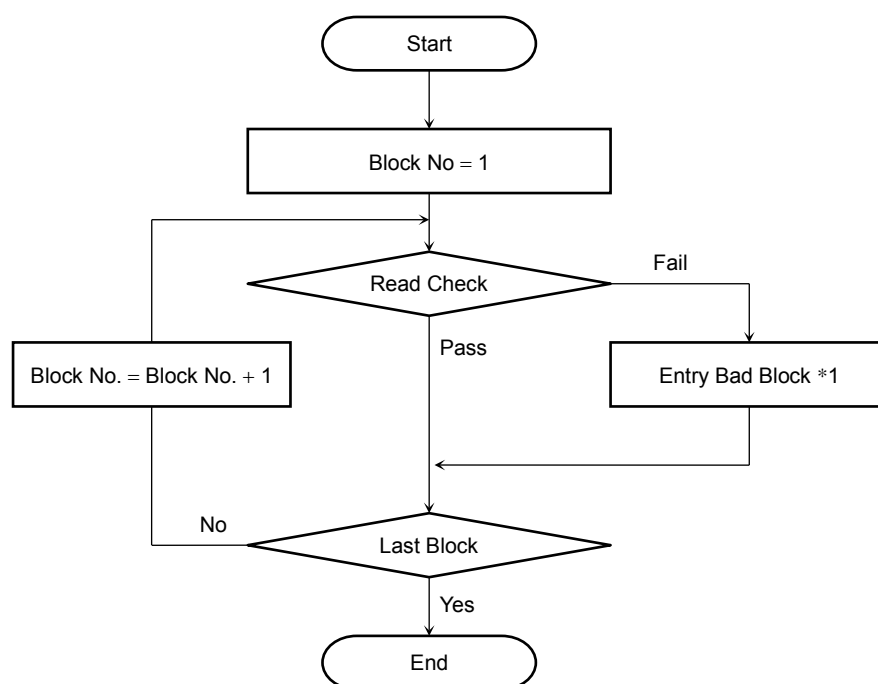 Start
Block No = 1
Read Check
Fail
Pass
Block No. = Block No. + 1
Entry Bad Block *1
No
Last Block
Yes
End